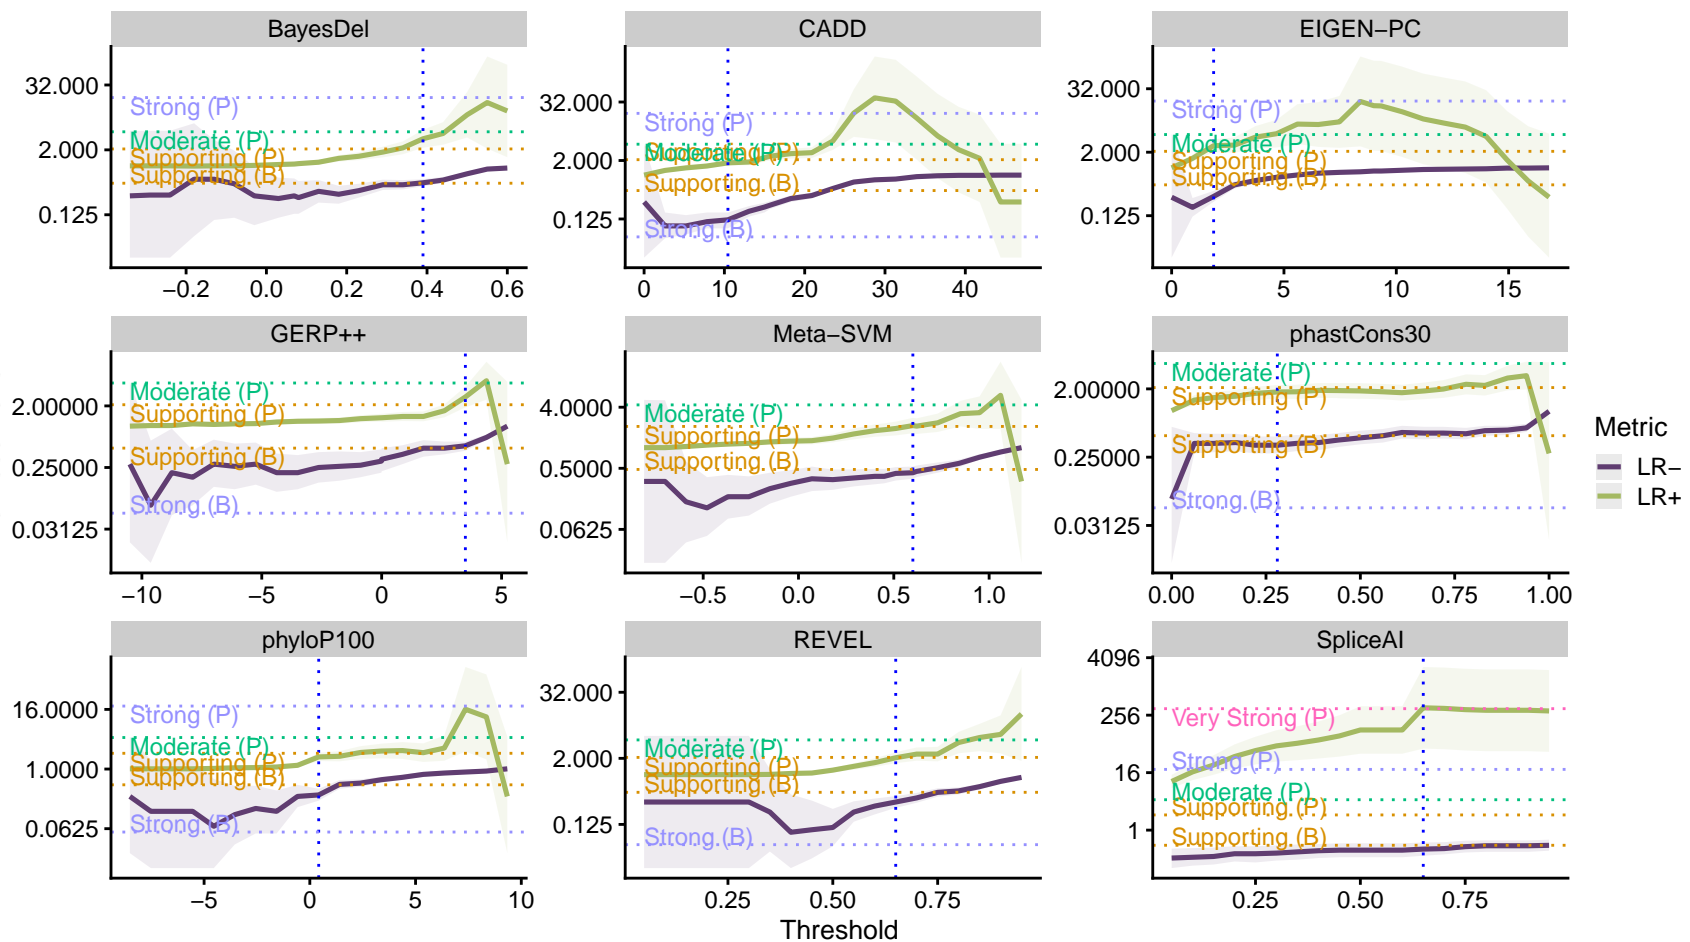 BayesDel
CADD
EIGEN−PC
32.000
2.000
0.125
Strong (P)
Moderate (P)
Supporting (P)
Supporting (B)
−0.2 0.0 0.2 0.4 0.6
32.000
2.000
0.125
Strong (P)
Supporting (P)
Moderate (P)
Supporting (B)
Strong (B)
0 10 20 30 40
32.000
2.000
0.125
Strong (P)
Moderate (P)
Supporting (P)
Supporting (B)
0 5 10 15
GERP++
Meta−SVM
phastCons30
2.00000
0.25000
0.03125
Moderate (P)
Supporting (P)
Supporting (B)
Strong (B)
−10 −5 0 5
4.0000
0.5000
0.0625
Moderate (P)
Supporting (P)
Supporting (B)
−0.5 0.0 0.5 1.0
2.00000
0.25000
0.03125
Moderate (P)
Supporting (P)
Supporting (B)
Strong (B)
0.00 0.25 0.50 0.75 1.00
Metric
LR−
LR+
phyloP100
REVEL
SpliceAI
16.0000
1.0000
0.0625
Strong (P)
Moderate (P)
Supporting (P)
Supporting (B)
Strong (B)
−5 0 5 10
32.000
2.000
0.125
Moderate (P)
Supporting (P)
Supporting (B)
Strong (B)
0.25 0.50 0.75
4096
256
16
1
Very Strong (P)
Strong (P)
Moderate (P)
Supporting (P)
Supporting (B)
0.25 0.50 0.75
Threshold